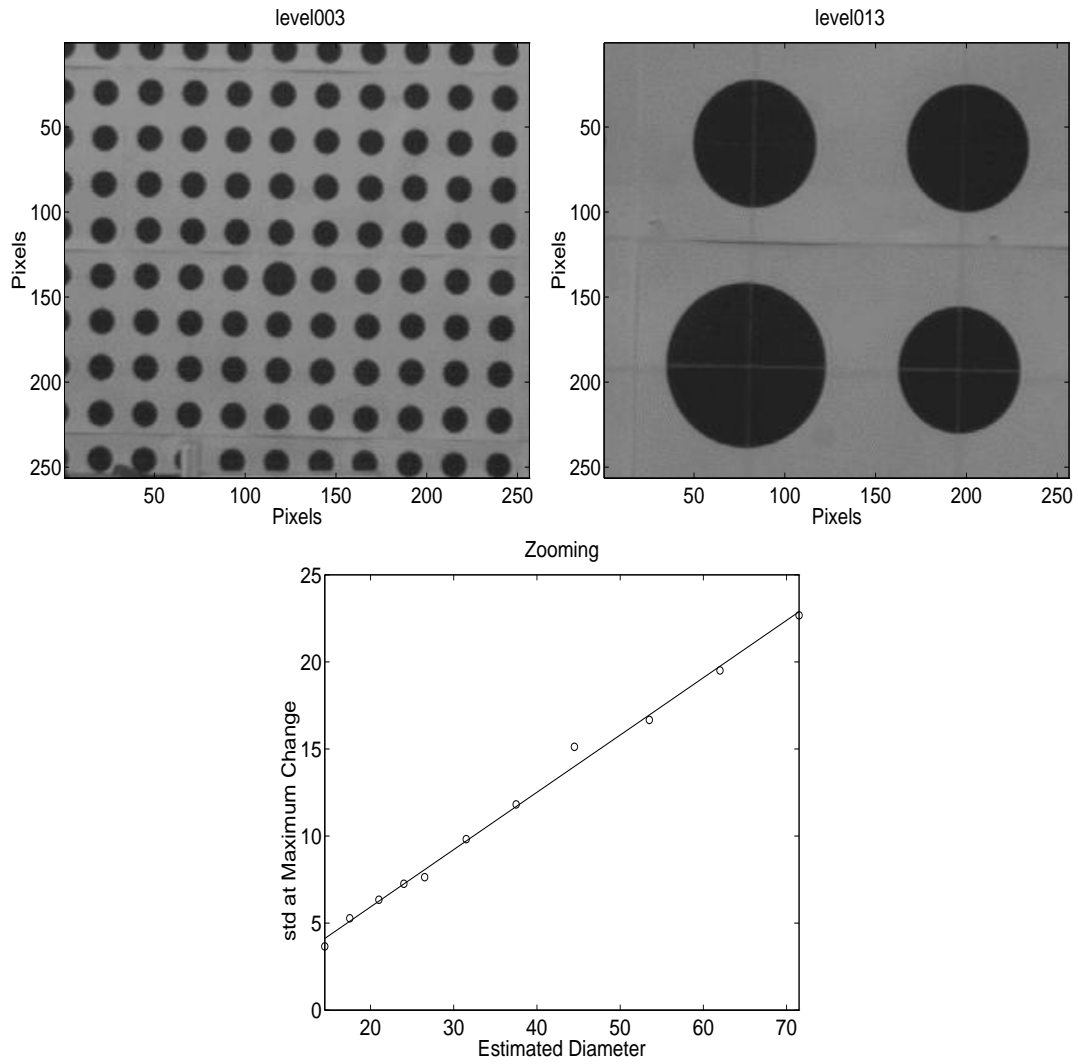 level003
50
100
150
200
250
Pixels
50 100 150 200 250
Pixels
level013
50
100
150
200
250
Pixels
50 100 150 200 250
Pixels
Zooming
25
20
15
10
5
0
std at Maximum Change
20 30 40 50 60 70
Estimated Diameter